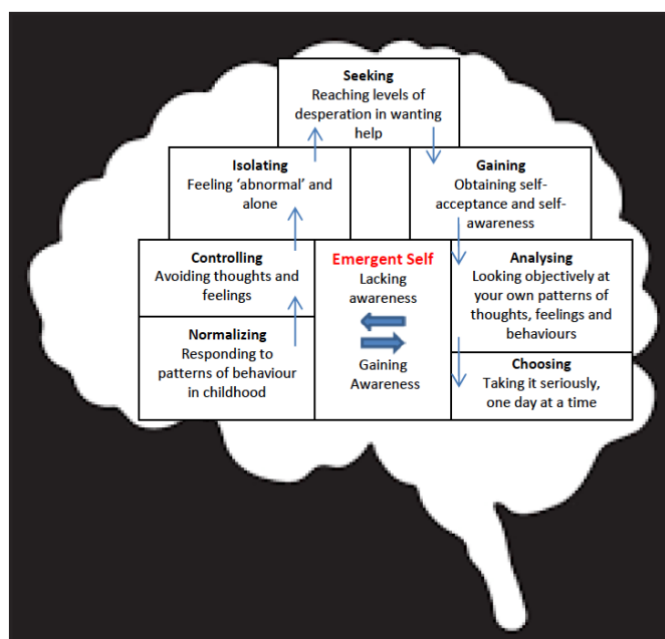 Seeking
Reaching levels of
desperation in wanting
help
Isolating
Feeling ‘abnormal’ and
alone
Gaining
Obtaining self-
acceptance and self-
awareness
Controlling
Avoiding thoughts and
feelings
Normalizing
Responding to
patterns of behaviour
in childhood
Emergent Self
Lacking
awareness
Gaining
Awareness
Analysing
Looking objectively at
your own patterns of
thoughts, feelings and
behaviours
Choosing
Taking it seriously,
one day at a time